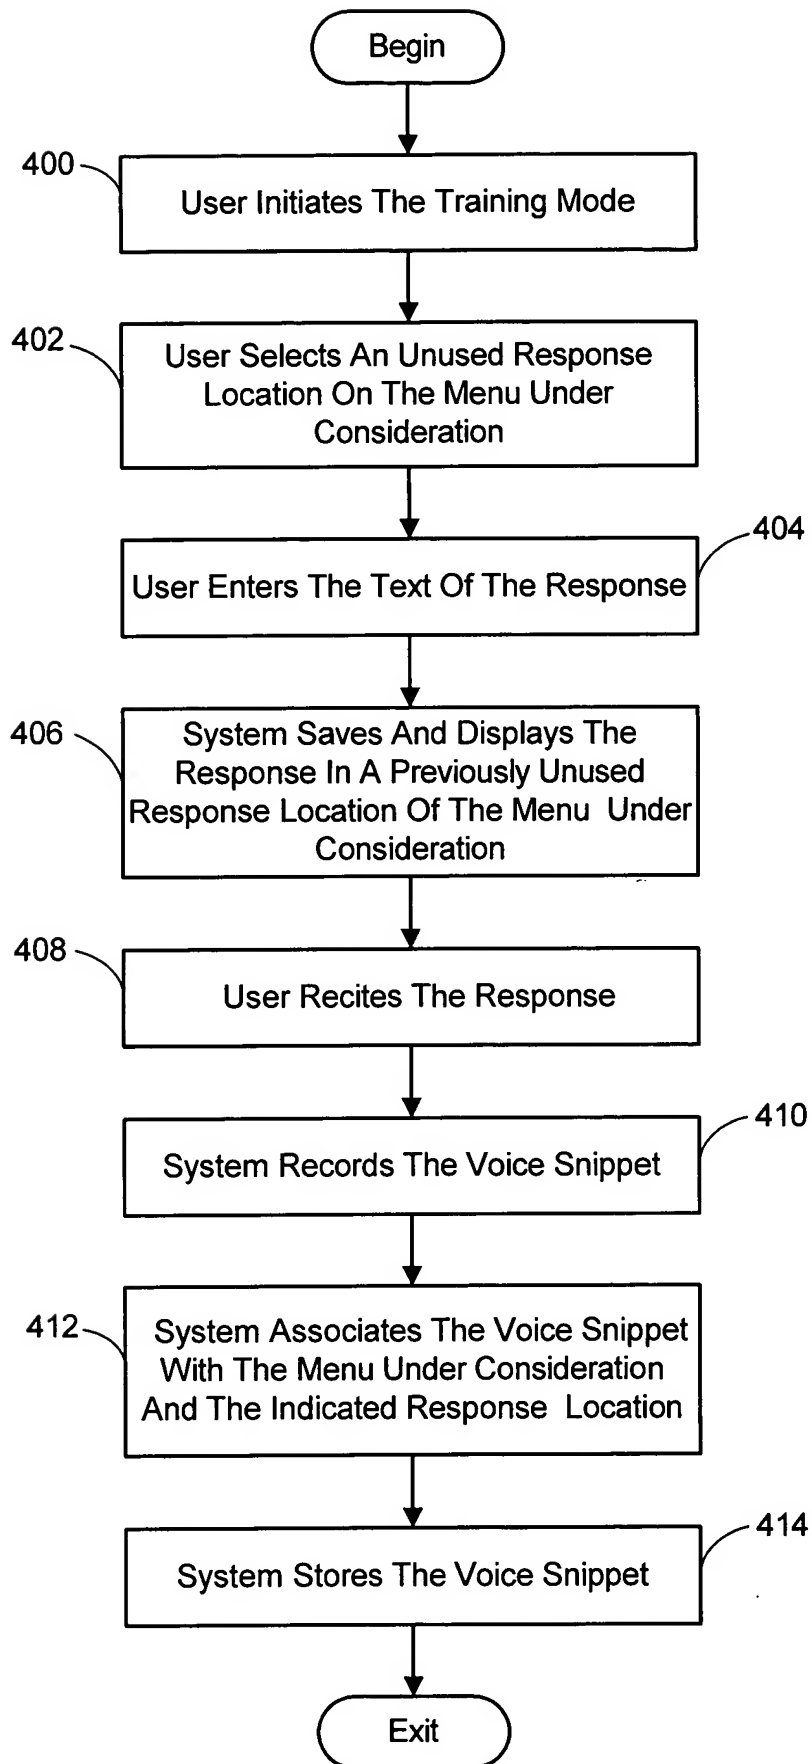 Begin
400
User Initiates The Training Mode
402
User Selects An Unused Response
Location On The Menu Under
Consideration
404
User Enters The Text Of The Response
406
System Saves And Displays The
Response In A Previously Unused
Response Location Of The Menu Under
Consideration
408
User Recites The Response
410
System Records The Voice Snippet
412
System Associates The Voice Snippet
With The Menu Under Consideration
And The Indicated Response Location
414
System Stores The Voice Snippet
Exit